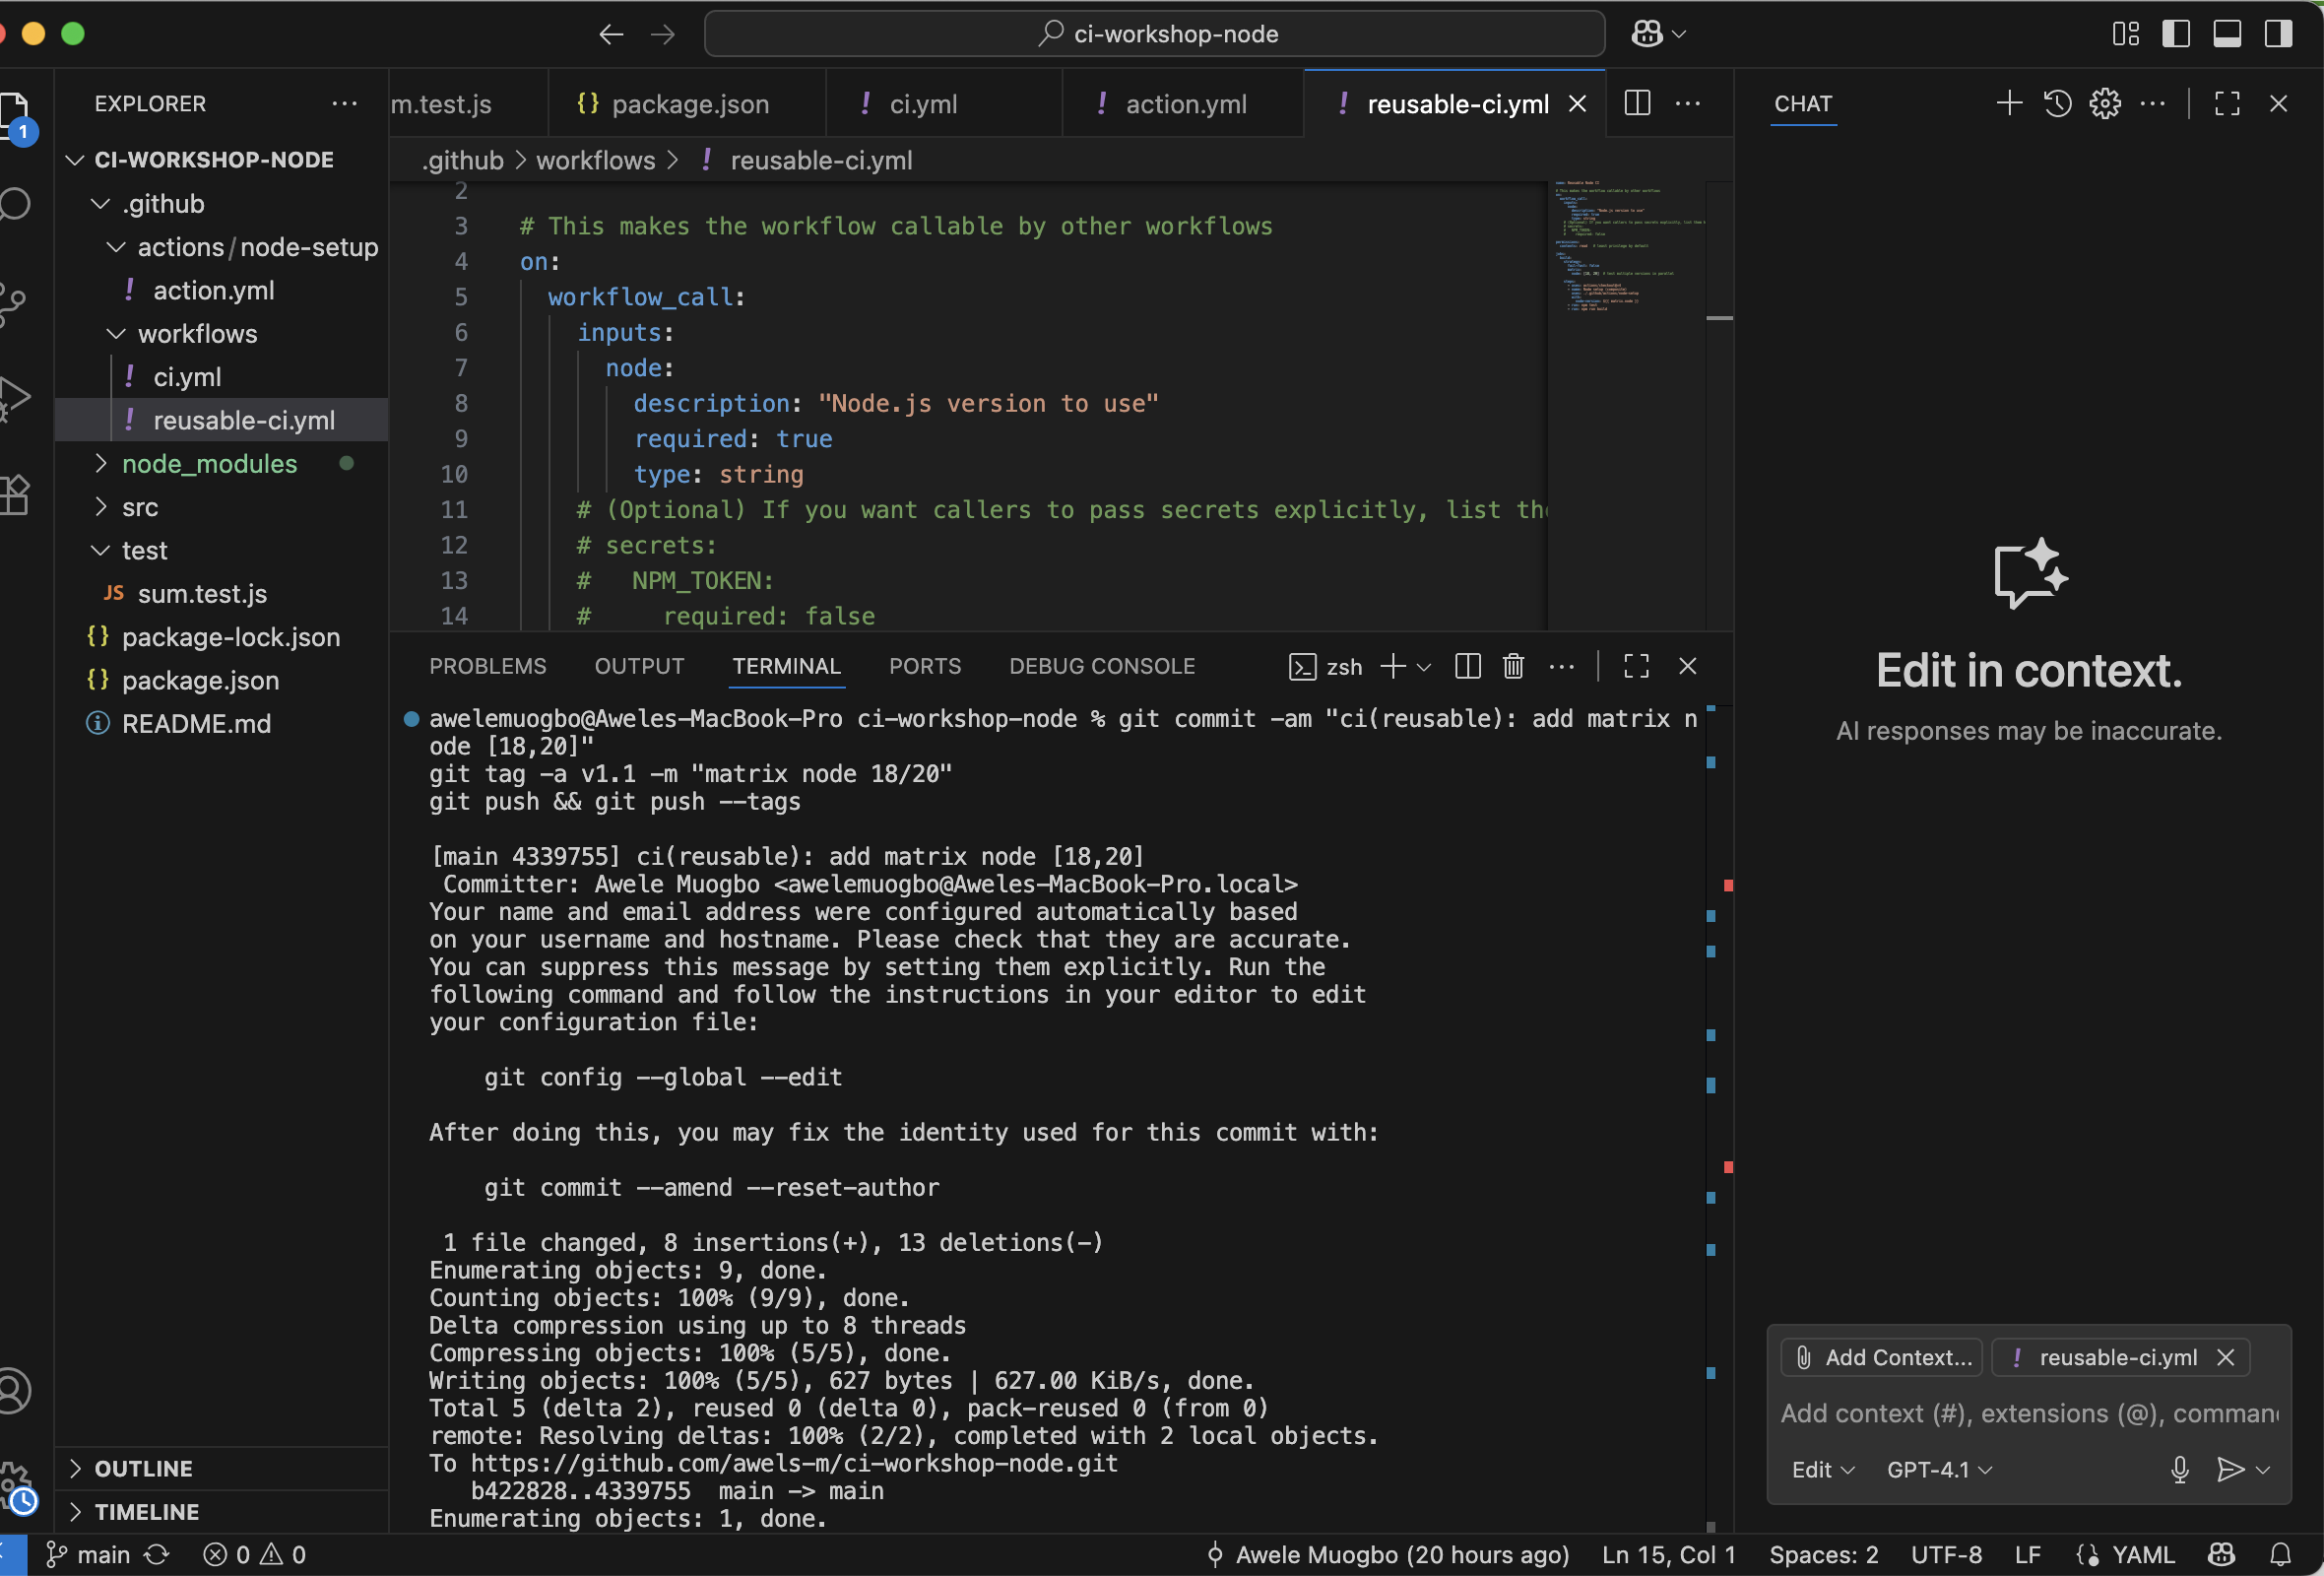 ci-workshop-node
EXPLORER
1
CI-WORKSHOP-NODE
.github
actions/node-setup
! action.yml
workflows
! ci.yml
! reusable-ci.yml
node_modules
src
test
JS sum.test.js
{} package-lock.json
{} package.json
README.md
OUTLINE
TIMELINE
m.test.js
{} package.json
! ci.yml
! action.yml
! reusable-ci.yml
.github > workflows > ! reusable-ci.yml
2
3 # This makes the workflow callable by other workflows
4 on:
5 workflow_call:
6 inputs:
7 node:
8 description: "Node.js version to use"
9 required: true
10 type: string
11 # (Optional) If you want callers to pass secrets explicitly, list the
12 # secrets:
13 # NPM_TOKEN:
14 # required: false
PROBLEMS
OUTPUT
TERMINAL
PORTS
DEBUG CONSOLE
zsh
awelemuogbo@Aweles-MacBook-Pro ci-workshop-node % git commit -am "ci(reusable): add matrix n
ode [18,20]"
git tag -a v1.1 -m "matrix node 18/20"
git push && git push --tags
[main 4339755] ci(reusable): add matrix node [18,20]
Committer: Awele Muogbo <awelemuogbo@Aweles-MacBook-Pro.local>
Your name and email address were configured automatically based
on your username and hostname. Please check that they are accurate.
You can suppress this message by setting them explicitly. Run the
following command and follow the instructions in your editor to edit
your configuration file:
git config --global --edit
After doing this, you may fix the identity used for this commit with:
git commit --amend --reset-author
1 file changed, 8 insertions(+), 13 deletions(-)
Enumerating objects: 9, done.
Counting objects: 100% (9/9), done.
Delta compression using up to 8 threads
Compressing objects: 100% (5/5), done.
Writing objects: 100% (5/5), 627 bytes | 627.00 KiB/s, done.
Total 5 (delta 2), reused 0 (delta 0), pack-reused 0 (from 0)
remote: Resolving deltas: 100% (2/2), completed with 2 local objects.
To https://github.com/awels-m/ci-workshop-node.git
b422828..4339755 main -> main
Enumerating objects: 1, done.
CHAT
Edit in context.
AI responses may be inaccurate.
Add Context...
! reusable-ci.yml
Add context (#), extensions (@), comman
Edit
GPT-4.1
main
0
0
Awele Muogbo (20 hours ago)
Ln 15, Col 1
Spaces: 2
UTF-8
LF
YAML